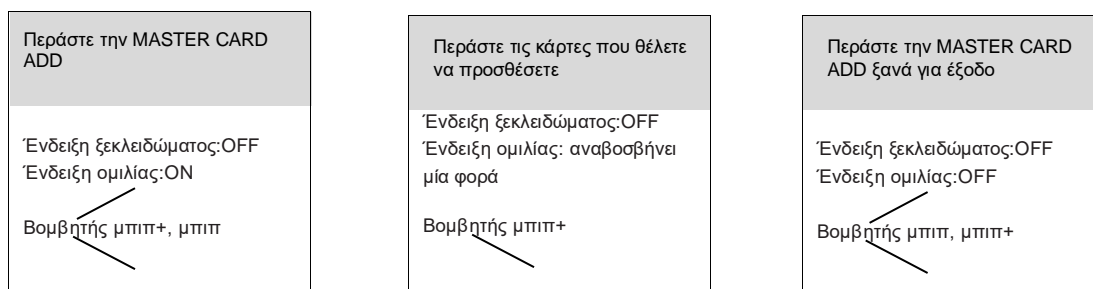 Περάστε την MASTER CARD
ADD
Ένδειξη ξεκλειδώματος:OFF
Ένδειξη ομιλίας:ON
Βομβητής μπιπ+, μπιπ
Περάστε τις κάρτες που θέλετε
να προσθέσετε
Ένδειξη ξεκλειδώματος:OFF
Ένδειξη ομιλίας: αναβοσβήνει
μία φορά
Βομβητής μπιπ+
Περάστε την MASTER CARD
ADD ξανά για έξοδο
Ένδειξη ξεκλειδώματος:OFF
Ένδειξη ομιλίας:OFF
Βομβητής μπιπ, μπιπ+